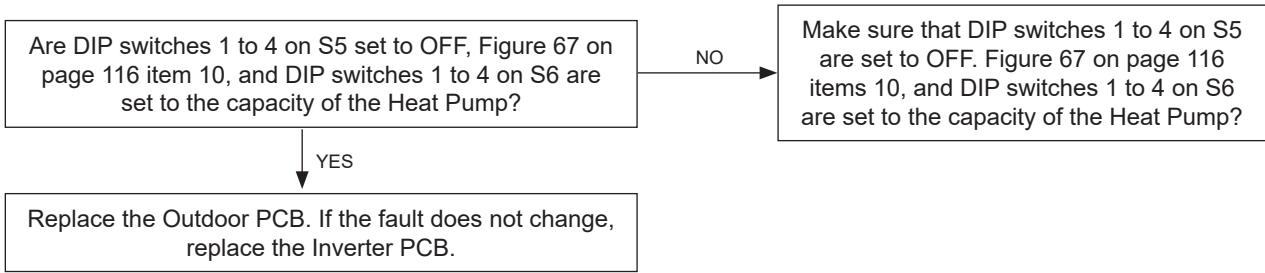 Are DIP switches 1 to 4 on S5 set to OFF, Figure 67 on
page 116 item 10, and DIP switches 1 to 4 on S6 are
set to the capacity of the Heat Pump?
NO
Make sure that DIP switches 1 to 4 on S5
are set to OFF. Figure 67 on page 116
items 10, and DIP switches 1 to 4 on S6
are set to the capacity of the Heat Pump?
YES
Replace the Outdoor PCB. If the fault does not change,
replace the Inverter PCB.